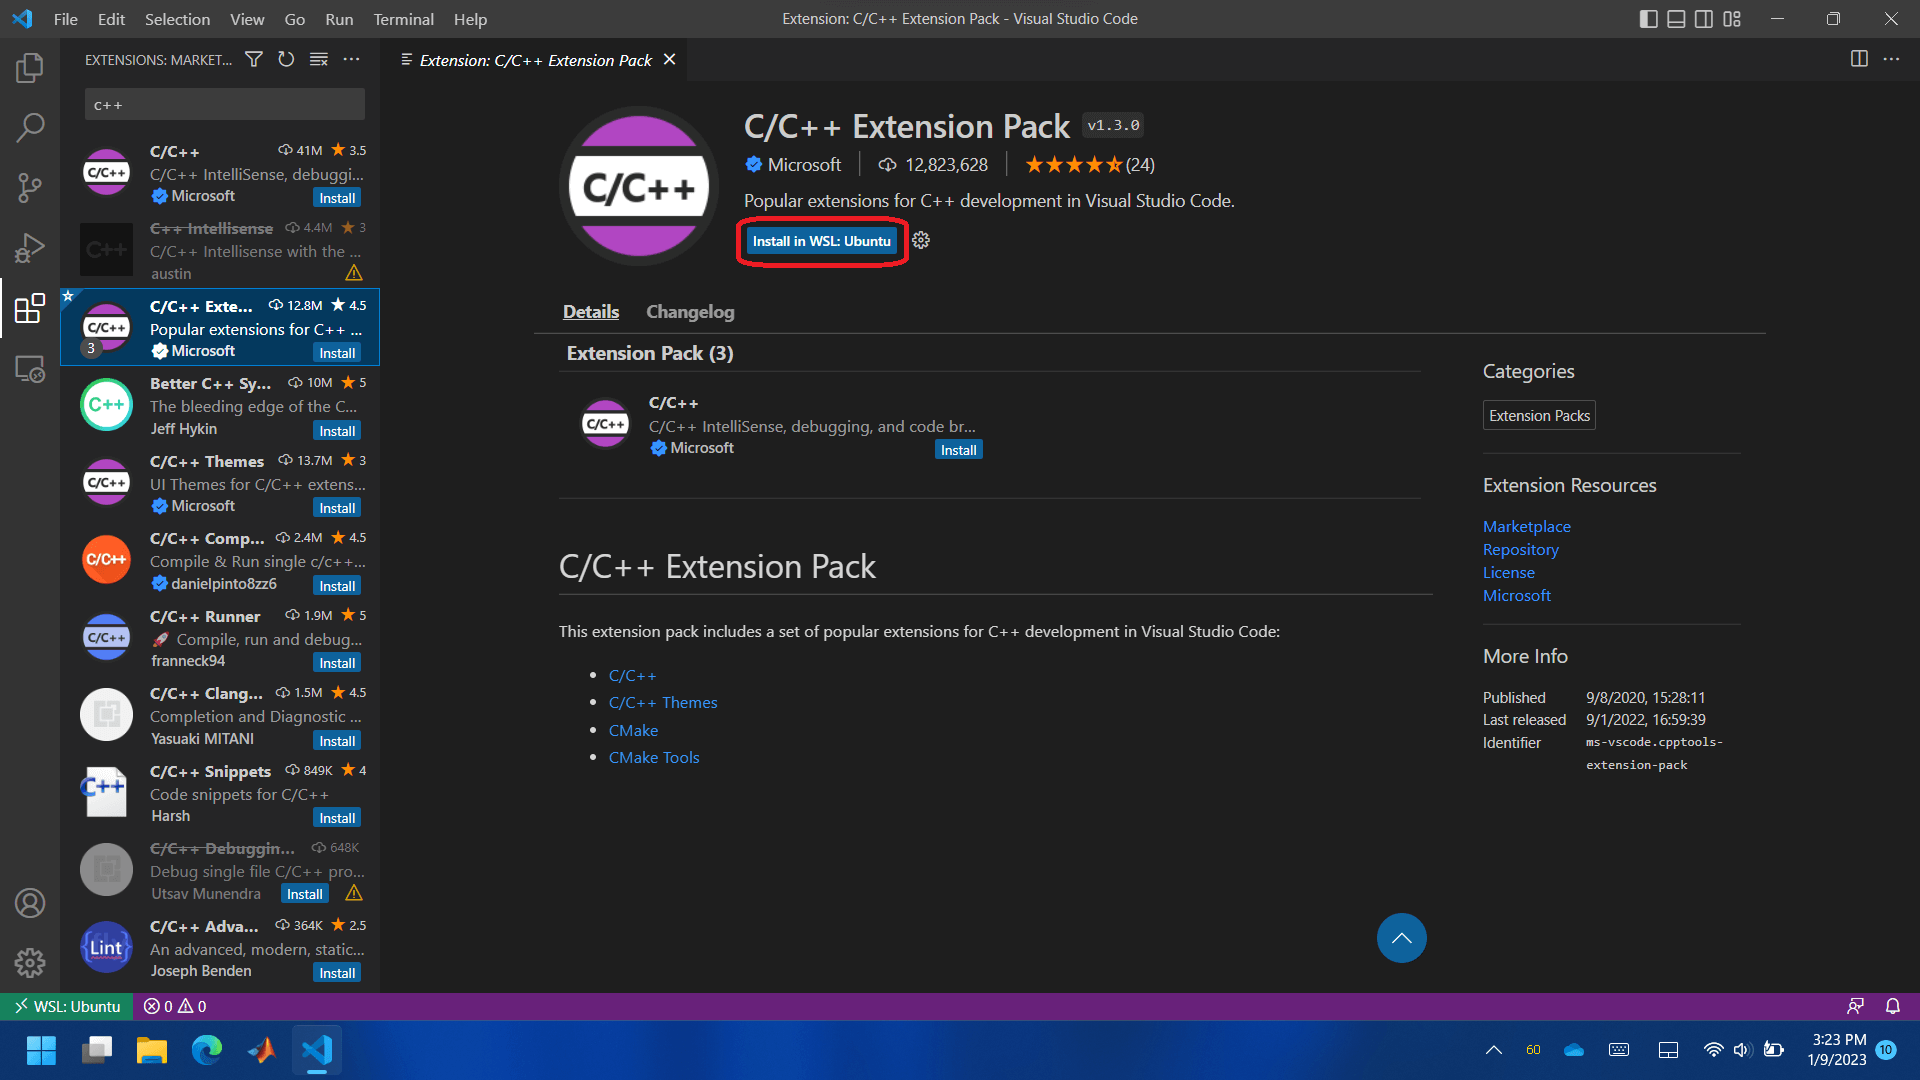 File Edit Selection View Go Run Terminal Help
Extension: C/C++ Extension Pack - Visual Studio Code
EXTENSIONS: MARKET...
c++
C/C++ 41M 3.5
C/C++ IntelliSense, debuggi...
Microsoft Install
C++ Intellisense 4.4M 3
C/C++ Intellisense with the ...
austin
C/C++ Exte... 12.8M 4.5
Popular extensions for C++ ...
3 Microsoft Install
Better C++ Sy... 10M 5
The bleeding edge of the C...
Jeff Hykin Install
C/C++ Themes 13.7M 3
UI Themes for C/C++ extens...
Microsoft Install
C/C++ Comp... 2.4M 4.5
Compile & Run single c/c++...
danielpinto8zz6 Install
C/C++ Runner 1.9M 5
🚀 Compile, run and debug...
franneck94 Install
C/C++ Clang... 1.5M 4.5
Completion and Diagnostic ...
Yasuaki MITANI Install
C/C++ Snippets 849K 4
Code snippets for C/C++
Harsh Install
C/C++ Debuggin... 648K
Debug single file C/C++ pro...
Utsav Munendra Install
C/C++ Adva... 364K 2.5
An advanced, modern, static...
Joseph Benden Install
C/C++
C++
C/C++
C++
C/C++
C/C++
C/C++
C++
Lint
Extension: C/C++ Extension Pack
C/C++
C/C++ Extension Pack v1.3.0
Microsoft 12,823,628 (24)
Popular extensions for C++ development in Visual Studio Code.
Install in WSL: Ubuntu
Details Changelog
Extension Pack (3)
C/C++
C/C++
C/C++ IntelliSense, debugging, and code br...
Microsoft Install
C/C++ Extension Pack
This extension pack includes a set of popular extensions for C++ development in Visual Studio Code:
C/C++
C/C++ Themes
CMake
CMake Tools
Categories
Extension Packs
Extension Resources
Marketplace
Repository
License
Microsoft
More Info
Published 9/8/2020, 15:28:11
Last released 9/1/2022, 16:59:39
Identifier ms-vscode.cpptools-
extension-pack
WSL: Ubuntu 0 0
60
3:23 PM
1/9/2023
10